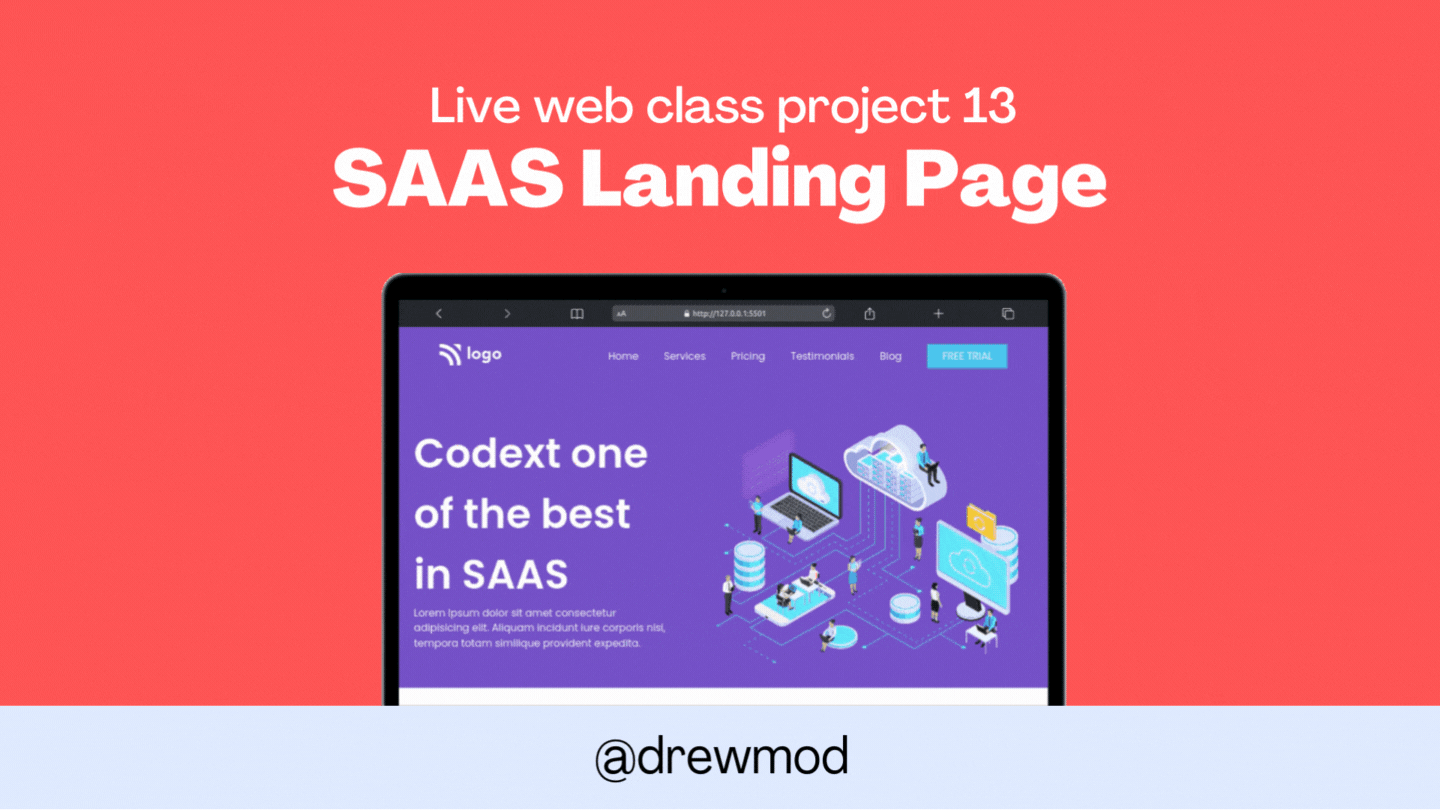 Live web class project 13
SAAS Landing Page
AA http://127.0.0.1:5501
logo Home Services Pricing Testimonials Blog FREE TRIAL
Codext one
of the best
in SAAS
Lorem ipsum dolor sit amet consectetur
adipisicing elit. Aliquam incidunt iure corporis nisi,
tempora totam similique provident expedita.
@drewmod